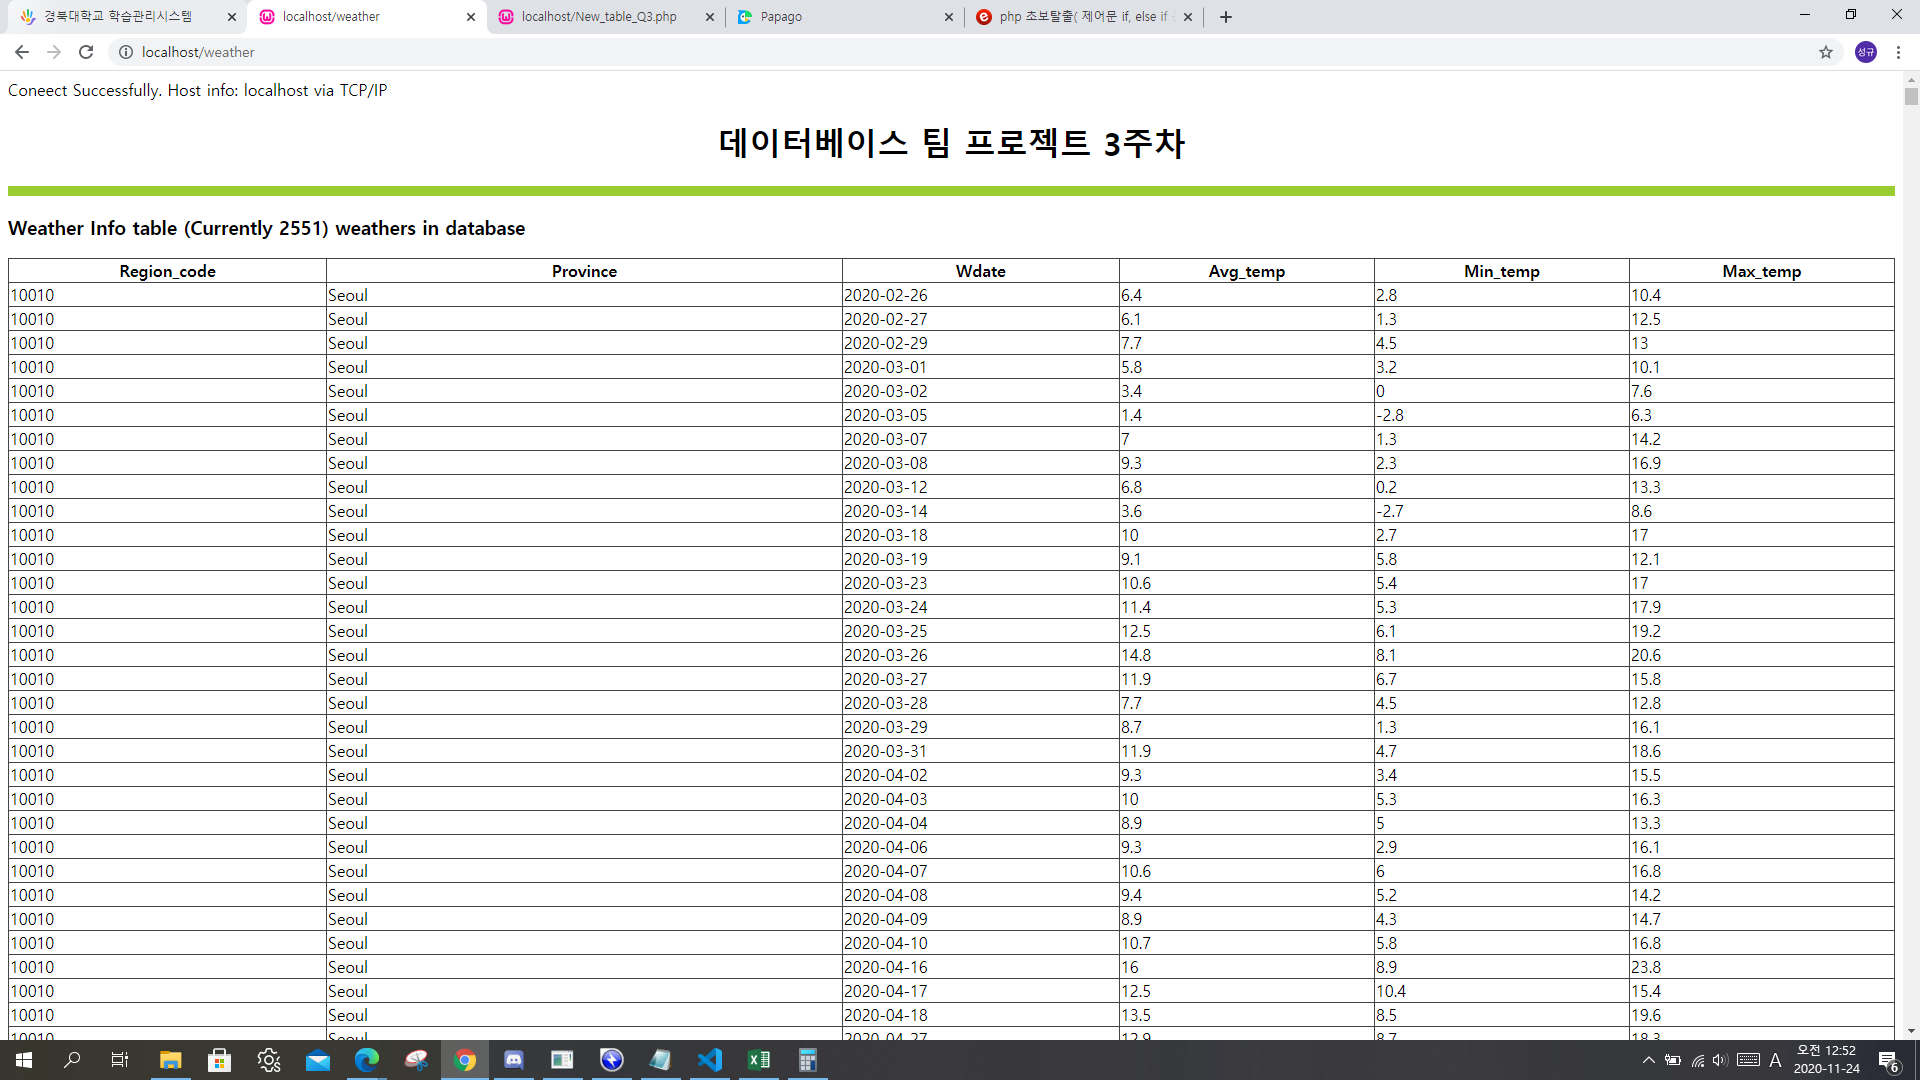 경북대학교 학습관리시스템
localhost/weather
localhost/New_table_Q3.php
Papago
php 초보탈출( 제어문 if, else if
localhost/weather
성규
Coneect Successfully. Host info: localhost via TCP/IP
데이터베이스 팀 프로젝트 3주차
Weather Info table (Currently 2551) weathers in database
Region_code Province Wdate Avg_temp Min_temp Max_temp
10010 Seoul 2020-02-26 6.4 2.8 10.4
10010 Seoul 2020-02-27 6.1 1.3 12.5
10010 Seoul 2020-02-29 7.7 4.5 13
10010 Seoul 2020-03-01 5.8 3.2 10.1
10010 Seoul 2020-03-02 3.4 0 7.6
10010 Seoul 2020-03-05 1.4 -2.8 6.3
10010 Seoul 2020-03-07 7 1.3 14.2
10010 Seoul 2020-03-08 9.3 2.3 16.9
10010 Seoul 2020-03-12 6.8 0.2 13.3
10010 Seoul 2020-03-14 3.6 -2.7 8.6
10010 Seoul 2020-03-18 10 2.7 17
10010 Seoul 2020-03-19 9.1 5.8 12.1
10010 Seoul 2020-03-23 10.6 5.4 17
10010 Seoul 2020-03-24 11.4 5.3 17.9
10010 Seoul 2020-03-25 12.5 6.1 19.2
10010 Seoul 2020-03-26 14.8 8.1 20.6
10010 Seoul 2020-03-27 11.9 6.7 15.8
10010 Seoul 2020-03-28 7.7 4.5 12.8
10010 Seoul 2020-03-29 8.7 1.3 16.1
10010 Seoul 2020-03-31 11.9 4.7 18.6
10010 Seoul 2020-04-02 9.3 3.4 15.5
10010 Seoul 2020-04-03 10 5.3 16.3
10010 Seoul 2020-04-04 8.9 5 13.3
10010 Seoul 2020-04-06 9.3 2.9 16.1
10010 Seoul 2020-04-07 10.6 6 16.8
10010 Seoul 2020-04-08 9.4 5.2 14.2
10010 Seoul 2020-04-09 8.9 4.3 14.7
10010 Seoul 2020-04-10 10.7 5.8 16.8
10010 Seoul 2020-04-16 16 8.9 23.8
10010 Seoul 2020-04-17 12.5 10.4 15.4
10010 Seoul 2020-04-18 13.5 8.5 19.6
10010 Seoul 2020-04-27 12.9 8.7 18.3
A
오전 12:52
2020-11-24
6